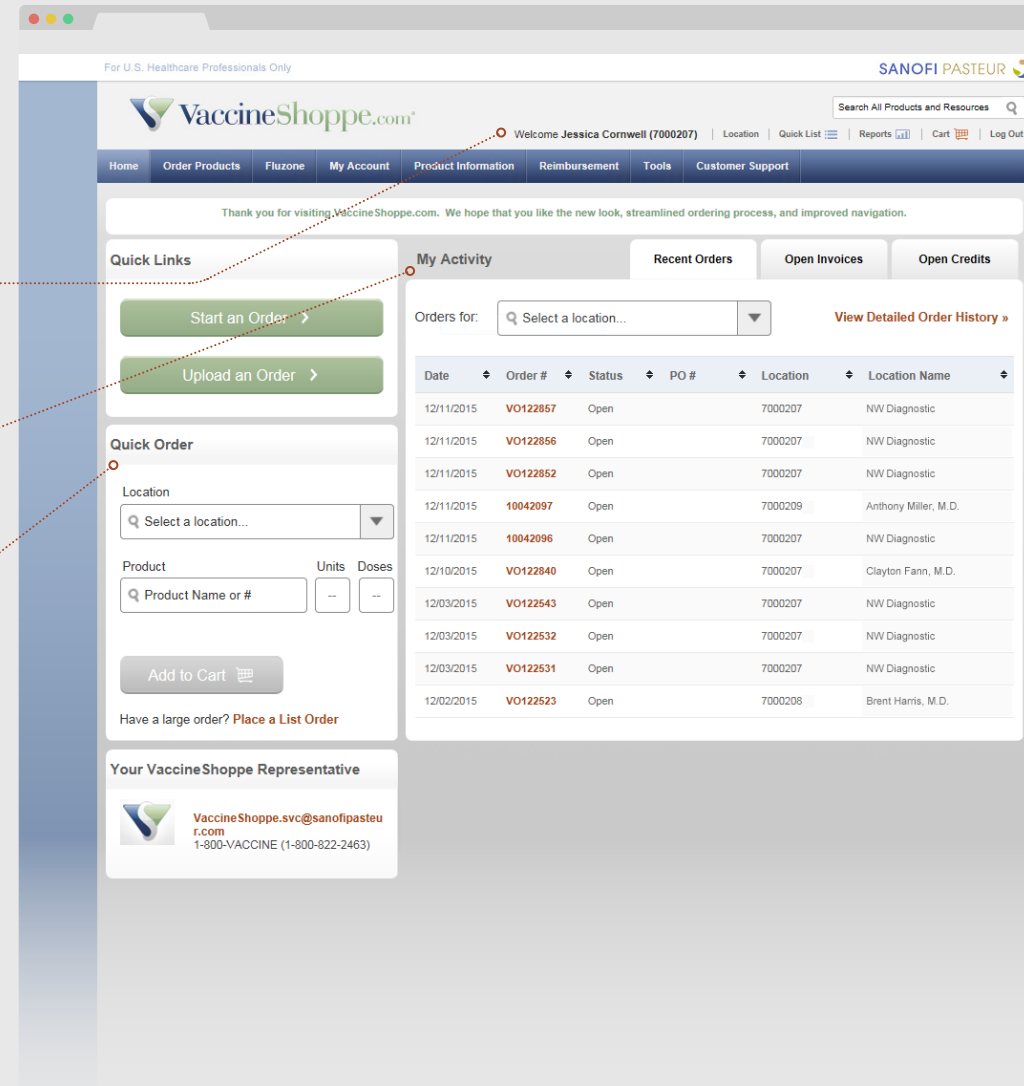 For U.S. Healthcare Professionals Only
SANOFI PASTEUR
VaccineShoppe.com®
Search All Products and Resources
Welcome Jessica Cornwell (7000207) | Location | Quick List | Reports | Cart | Log Out
Home Order Products Fluzone My Account Product Information Reimbursement Tools Customer Support
Thank you for visiting VaccineShoppe.com. We hope that you like the new look, streamlined ordering process, and improved navigation.
Quick Links
Start an Order
Upload an Order
Quick Order
Location
Select a location...
Product Units Doses
Product Name or # -- --
Add to Cart
Have a large order? Place a List Order
Your VaccineShoppe Representative
VaccineShoppe.svc@sanofipasteu
r.com
1-800-VACCINE (1-800-822-2463)
My Activity Recent Orders Open Invoices Open Credits
Orders for: Select a location... View Detailed Order History »
Date Order # Status PO # Location Location Name
12/11/2015 VO122857 Open 7000207 NW Diagnostic
12/11/2015 VO122856 Open 7000207 NW Diagnostic
12/11/2015 VO122852 Open 7000207 NW Diagnostic
12/11/2015 10042097 Open 7000209 Anthony Miller, M.D.
12/11/2015 10042096 Open 7000207 NW Diagnostic
12/10/2015 VO122840 Open 7000207 Clayton Fann, M.D.
12/03/2015 VO122543 Open 7000207 NW Diagnostic
12/03/2015 VO122532 Open 7000207 NW Diagnostic
12/03/2015 VO122531 Open 7000207 NW Diagnostic
12/02/2015 VO122523 Open 7000208 Brent Harris, M.D.